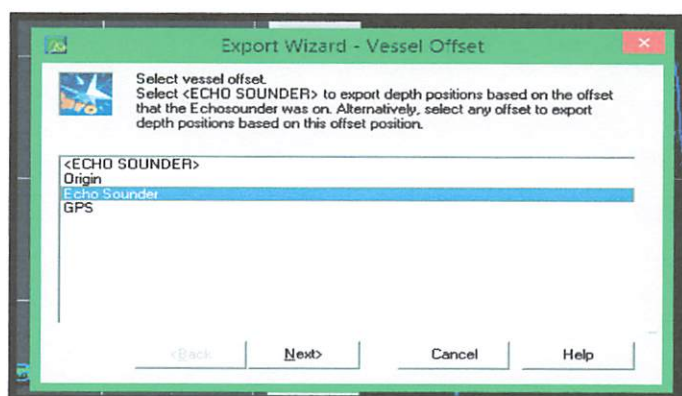 Export Wizard - Vessel Offset
Select vessel offset.
Select <ECHO SOUNDER> to export depth positions based on the offset
that the Echosounder was on. Alternatively, select any offset to export
depth positions based on this offset position.
<ECHO SOUNDER>
Origin
Echo Sounder
GPS
<Back Next> Cancel Help